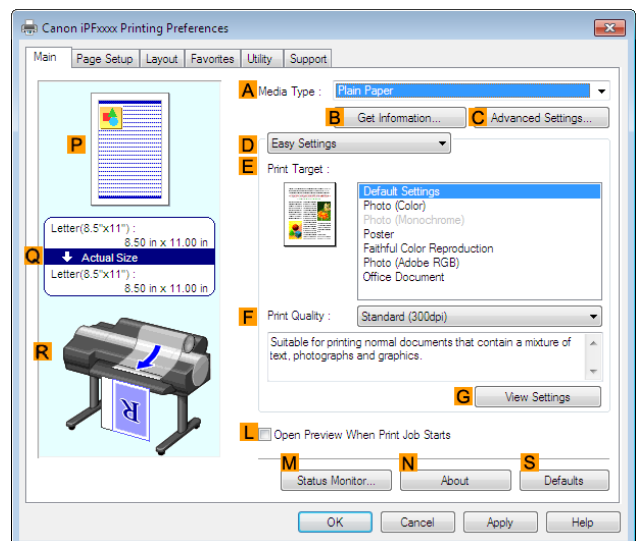 Canon iPFxxxx Printing Preferences
Main Page Setup Layout Favorites Utility Support
A Media Type : Plain Paper
B Get Information... C Advanced Settings...
D Easy Settings
E Print Target :
Default Settings
Photo (Color)
Photo (Monochrome)
Poster
Faithful Color Reproduction
Photo (Adobe RGB)
Office Document
F Print Quality : Standard (300dpi)
Suitable for printing normal documents that contain a mixture of
text, photographs and graphics.
G View Settings
L Open Preview When Print Job Starts
M Status Monitor... N About S Defaults
OK Cancel Apply Help
P
Letter(8.5"x11") :
8.50 in x 11.00 in
Q Actual Size
Letter(8.5"x11") :
8.50 in x 11.00 in
R
R